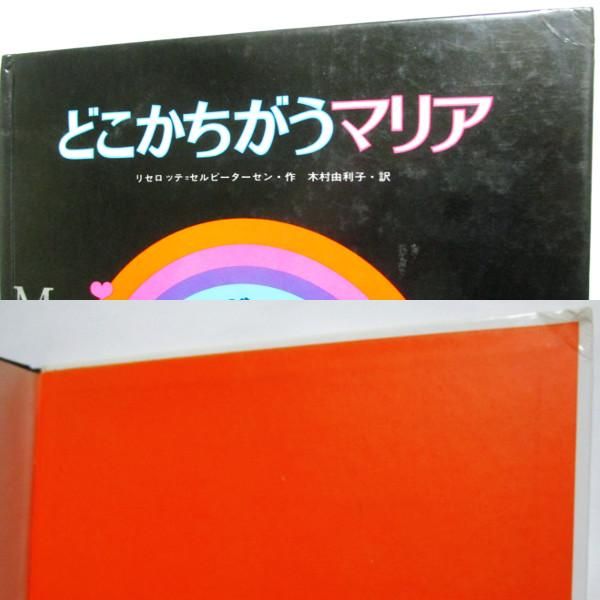 どこかちがうマリア
リセロッテ=セルピーターセン・作 木村由利子・訳
M